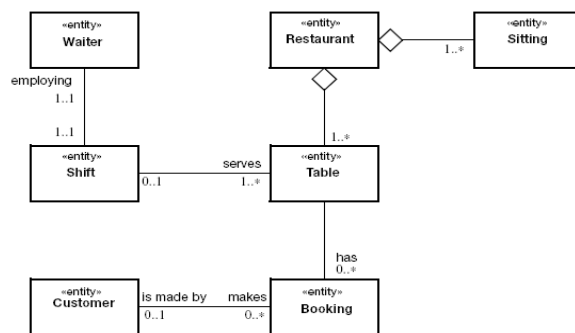 «entity»
Waiter
«entity»
Restaurant
«entity»
Sitting
1..*
employing
1..1
1..1
1..*
«entity»
Shift
serves
0..1
1..*
«entity»
Table
has
0..*
«entity»
Customer
is made by
makes
0..1
0..*
«entity»
Booking